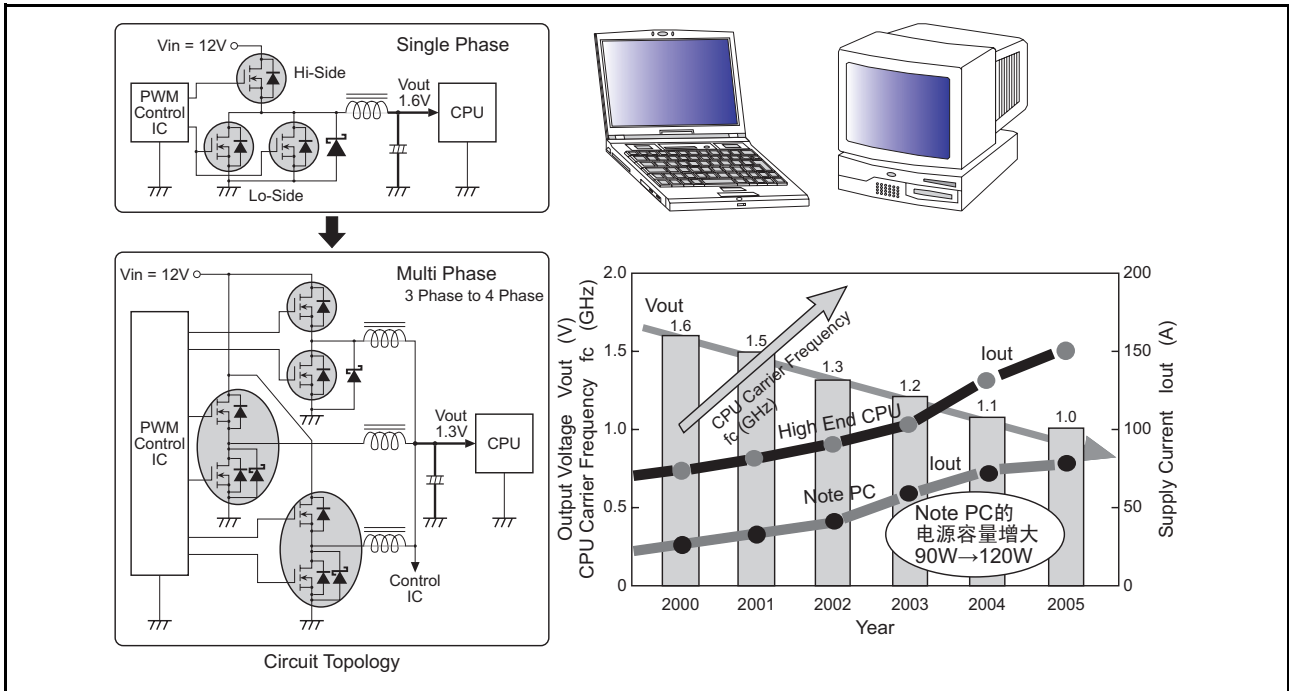 Single Phase
Vin = 12V
Hi-Side
PWM
Control
IC
Vout
1.6V
CPU
Lo-Side
Multi Phase
3 Phase to 4 Phase
Vin = 12V
PWM
Control
IC
Vout
1.3V
CPU
Control
IC
Circuit Topology
Output Voltage Vout (V)
CPU Carrier Frequency fc (GHz)
2.0
1.5
1.0
0.5
0
Vout
1.6
1.5
1.3
1.2
1.1
1.0
CPU Carrier Frequency
fc (GHz)
High End CPU
Iout
Note PC
Iout
Note PC的
电源容量增大
90W→120W
200
150
100
50
0
Supply Current Iout (A)
2000 2001 2002 2003 2004 2005
Year